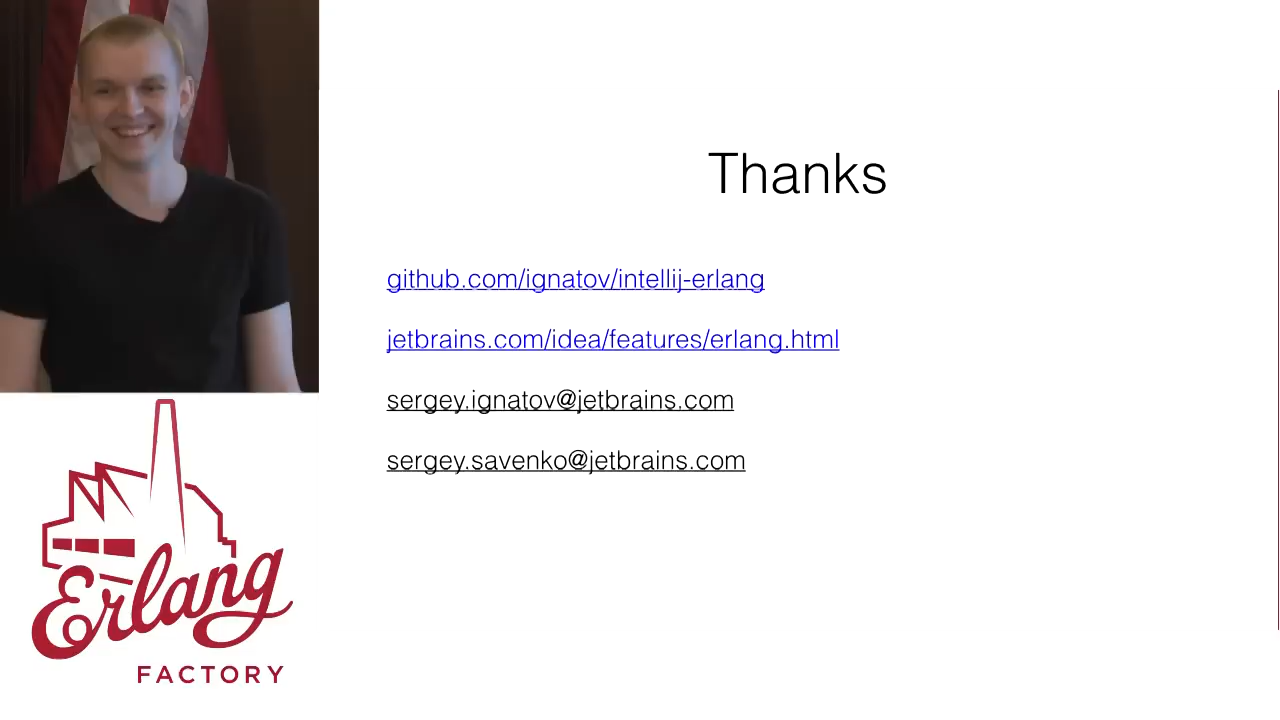 Thanks
github.com/ignatov/intellij-erlang
jetbrains.com/idea/features/erlang.html
sergey.ignatov@jetbrains.com
sergey.savenko@jetbrains.com
Erlang
FACTORY